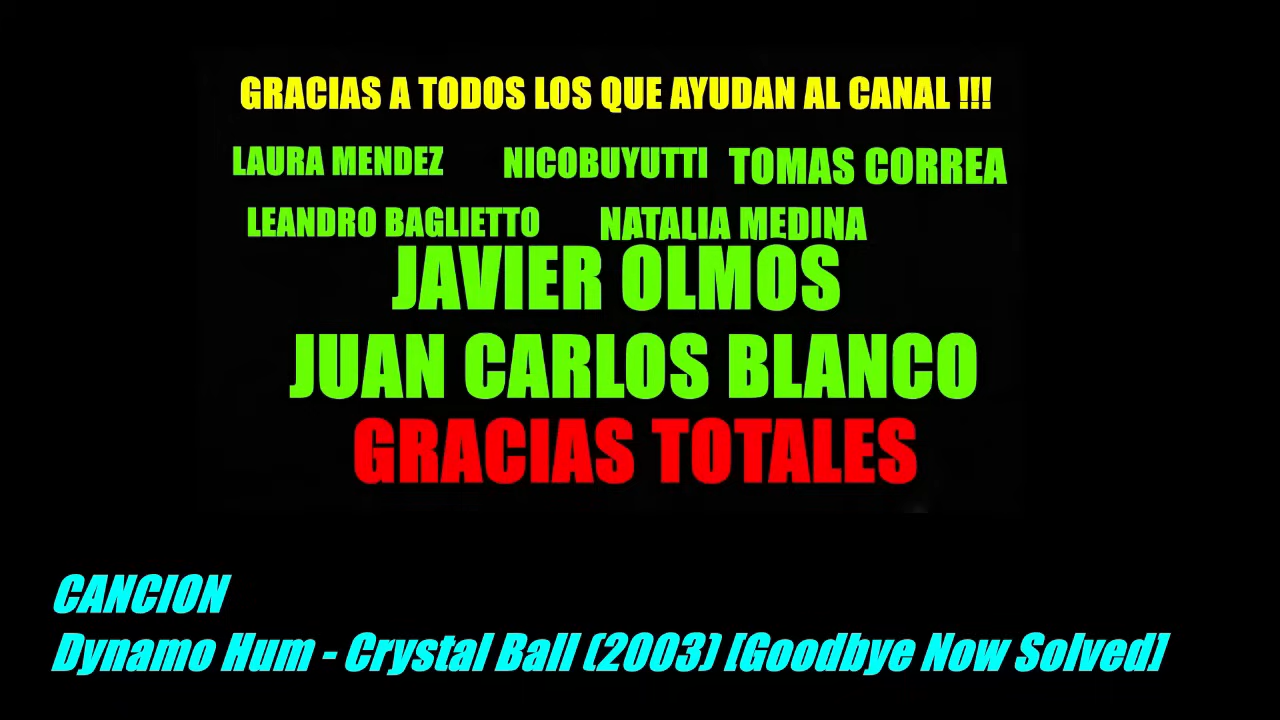 GRACIAS A TODOS LOS QUE AYUDAN AL CANAL !!!
LAURA MENDEZ NICOBUYUTTI TOMAS CORREA
LEANDRO BAGLIETTO NATALIA MEDINA
JAVIER OLMOS
JUAN CARLOS BLANCO
GRACIAS TOTALES
CANCION
Dynamo Hum - Crystal Ball (2003) [Goodbye Now Solved]